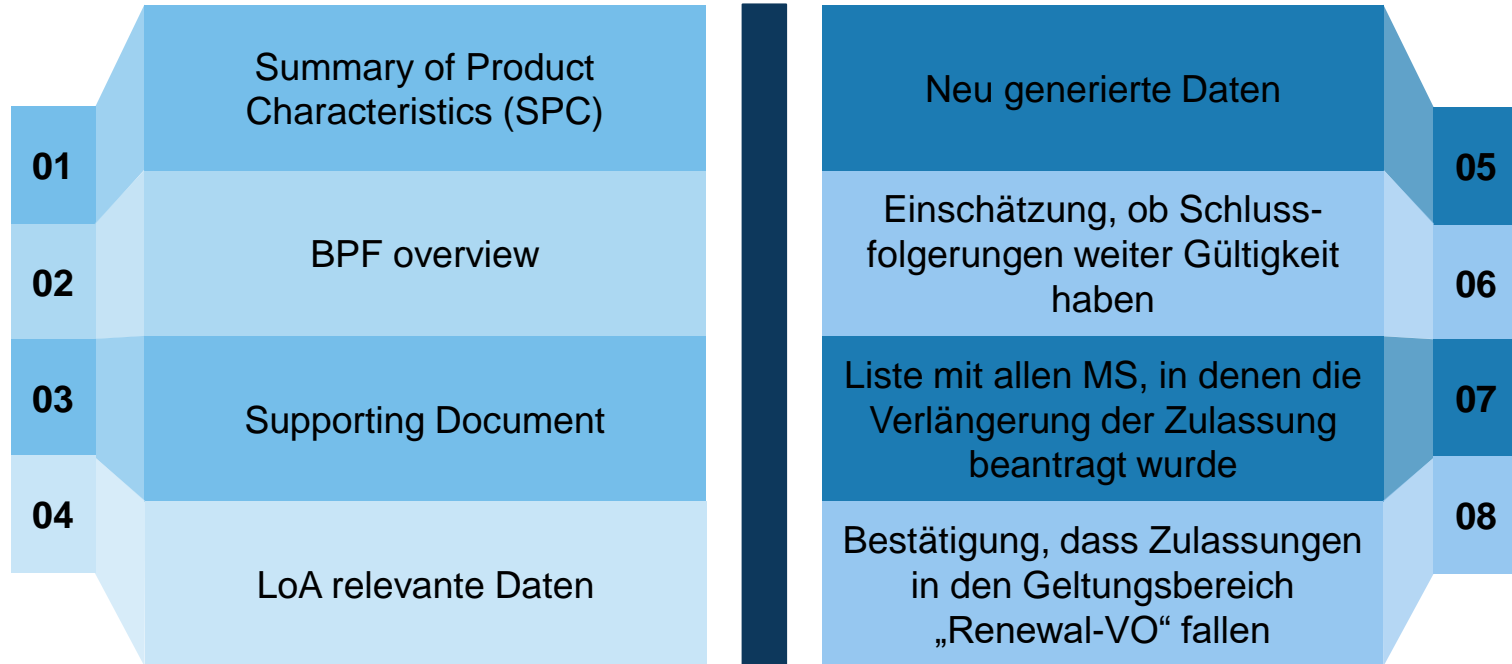 01
Summary of Product
Characteristics (SPC)
02
BPF overview
03
Supporting Document
04
LoA relevante Daten
Neu generierte Daten
05
Einschätzung, ob Schluss-
folgerungen weiter Gültigkeit
haben
06
Liste mit allen MS, in denen die
Verlängerung der Zulassung
beantragt wurde
07
Bestätigung, dass Zulassungen
in den Geltungsbereich
„Renewal-VO“ fallen
08